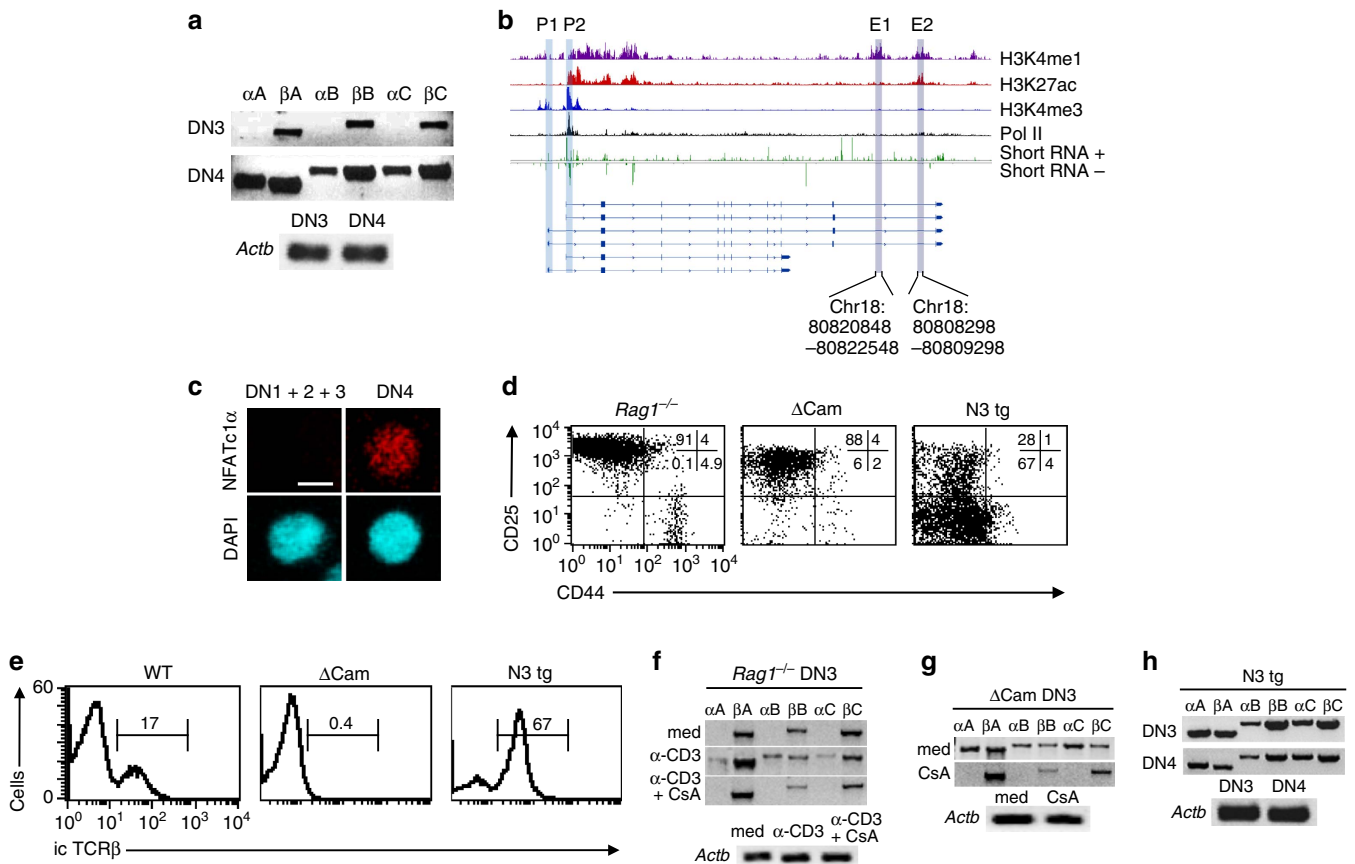 a
αA βA αB βB αC βC
DN3
DN4
DN3 DN4
Actb
b
P1 P2 E1 E2
H3K4me1
H3K27ac
H3K4me3
Pol II
Short RNA +
Short RNA –
Chr18:
80820848
–80822548
Chr18:
80808298
–80809298
c
DN1 + 2 + 3 DN4
NFATc1α
DAPI
d
Rag1–/– ΔCam N3 tg
10⁴
10³
10²
10¹
10⁰
91 4
0.1 4.9
88 4
6 2
28 1
67 4
10⁰ 10¹ 10² 10³ 10⁴
CD25
CD44
e
WT ΔCam N3 tg
60
0
Cells
17
0.4
67
10⁰ 10¹ 10² 10³ 10⁴
ic TCRβ
f
Rag1–/– DN3
αA βA αB βB αC βC
med
α-CD3
α-CD3
+ CsA
med α-CD3 α-CD3
+ CsA
Actb
g
ΔCam DN3
αA βA αB βB αC βC
med
CsA
med CsA
Actb
h
N3 tg
αA βA αB βB αC βC
DN3
DN4
DN3 DN4
Actb